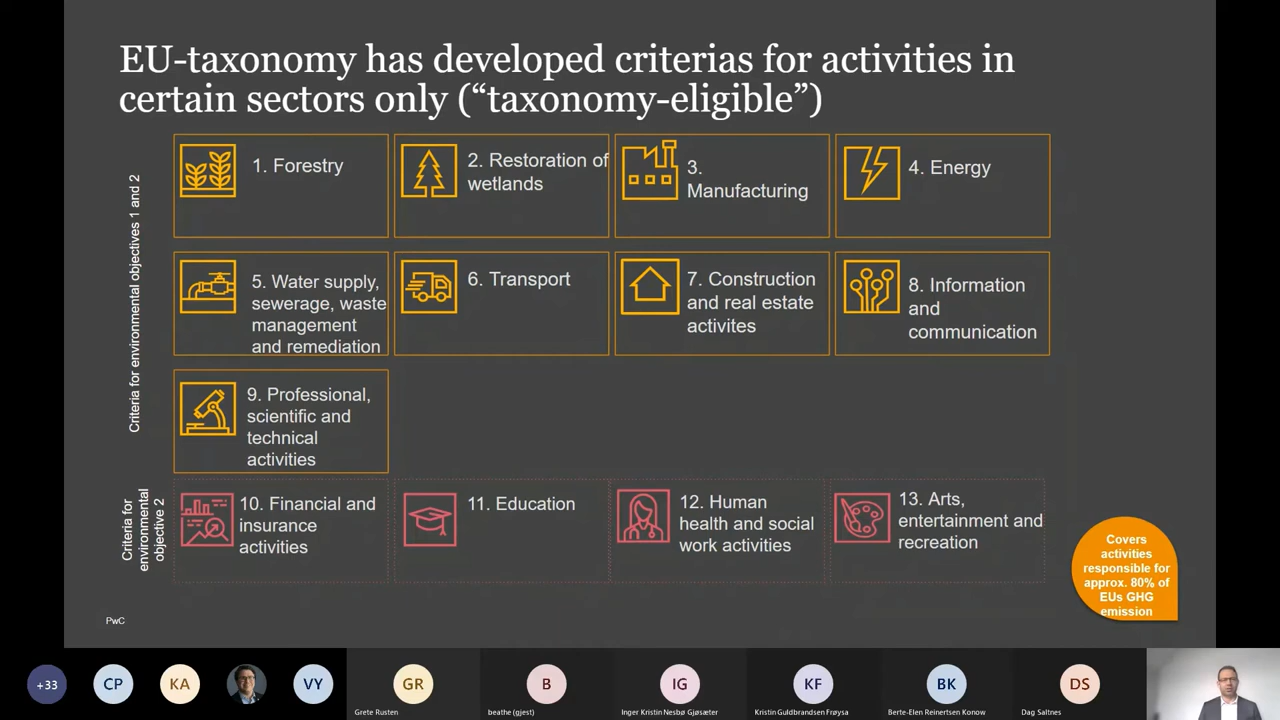 EU-taxonomy has developed criterias for activities in
certain sectors only (“taxonomy-eligible”)
Criteria for environmental objectives 1 and 2
1. Forestry
2. Restoration of
wetlands
3.
Manufacturing
4. Energy
5. Water supply,
sewerage, waste
management
and remediation
6. Transport
7. Construction
and real estate
activites
8. Information
and
communication
9. Professional,
scientific and
technical
activities
Criteria for
environmental
objective 2
10. Financial and
insurance
activities
11. Education
12. Human
health and social
work activities
13. Arts,
entertainment and
recreation
Covers
activities
responsible for
approx. 80% of
EUs GHG
emission
PwC
+33
CP
KA
VY
GR
Grete Rusten
B
beathe (gjest)
IG
Inger Kristin Nesbø Gjøsæter
KF
Kristin Guldbrandsen Frøysa
BK
Berte-Elen Reinertsen Konow
DS
Dag Saltnes